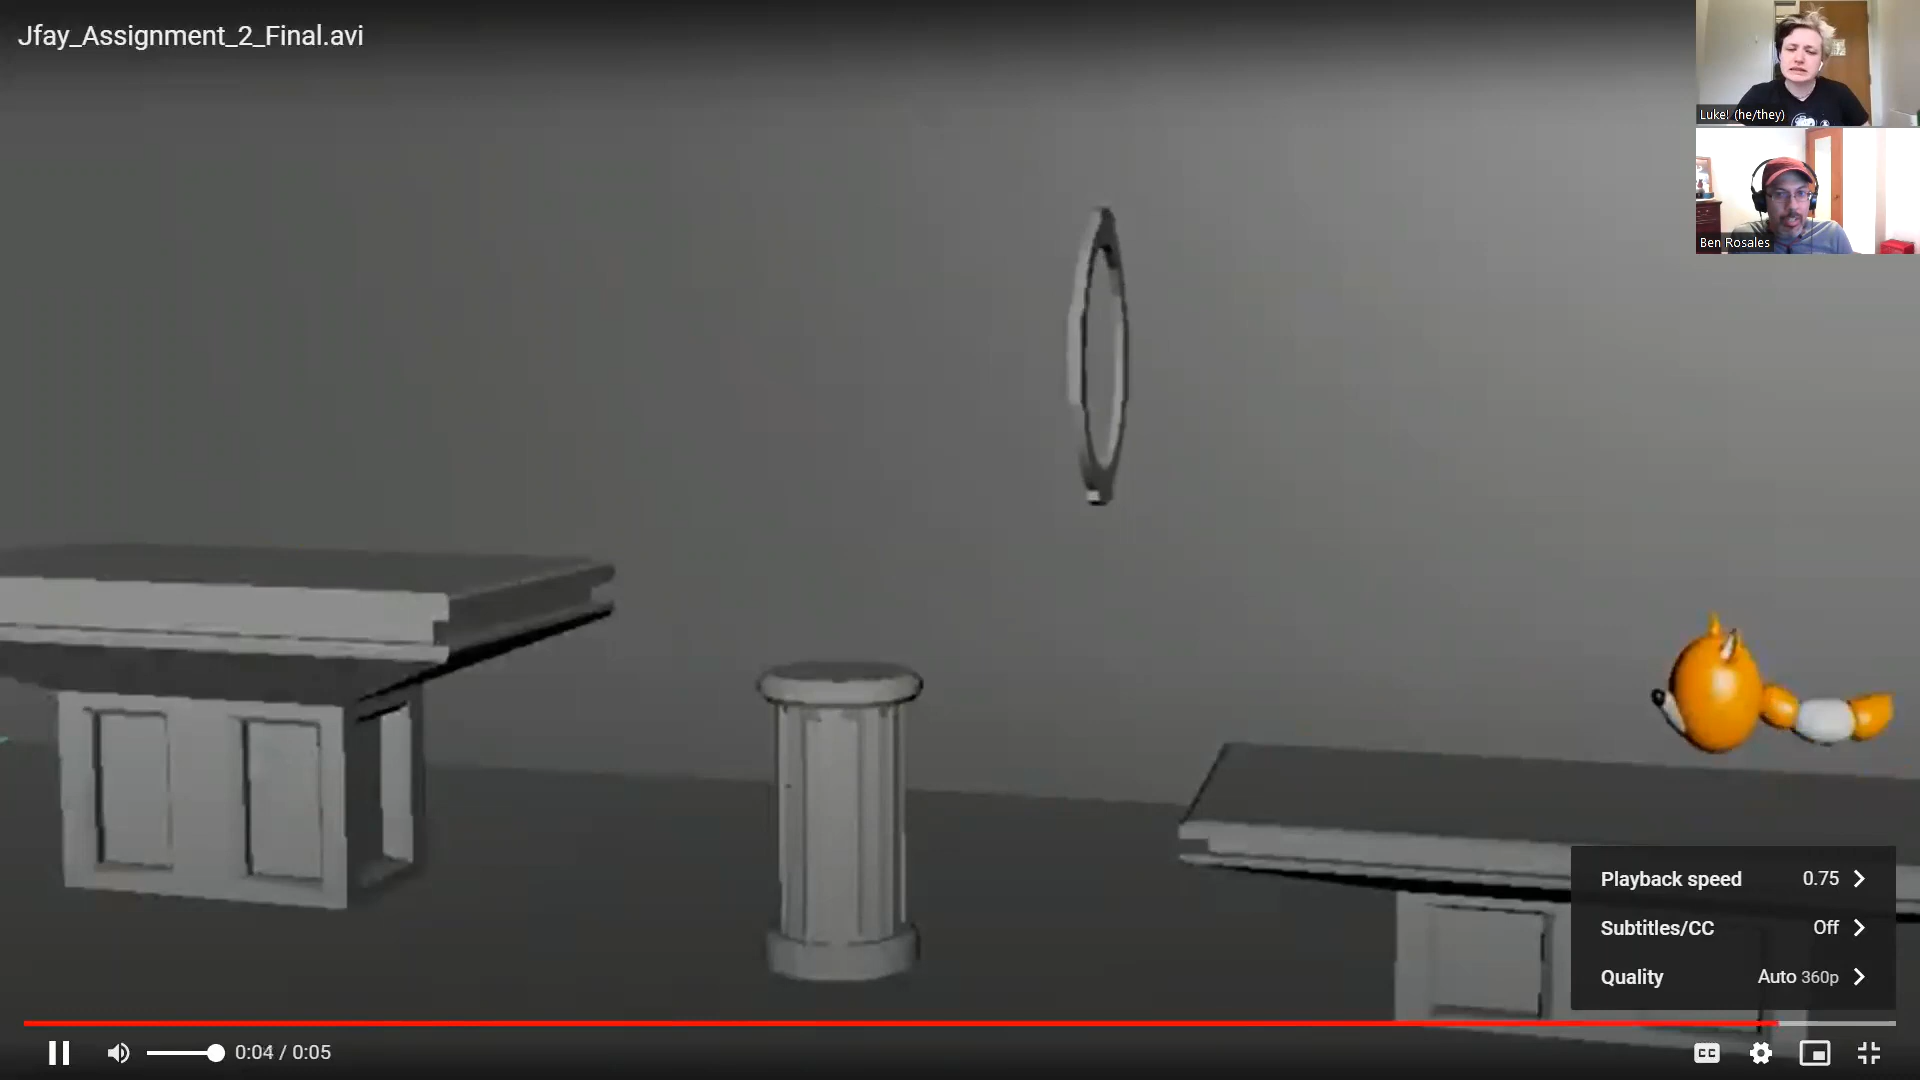 Jfay_Assignment_2_Final.avi
Luke! (he/they)
Ben Rosales
Playback speed 0.75
Subtitles/CC Off
Quality Auto 360p
0:04 / 0:05
CC